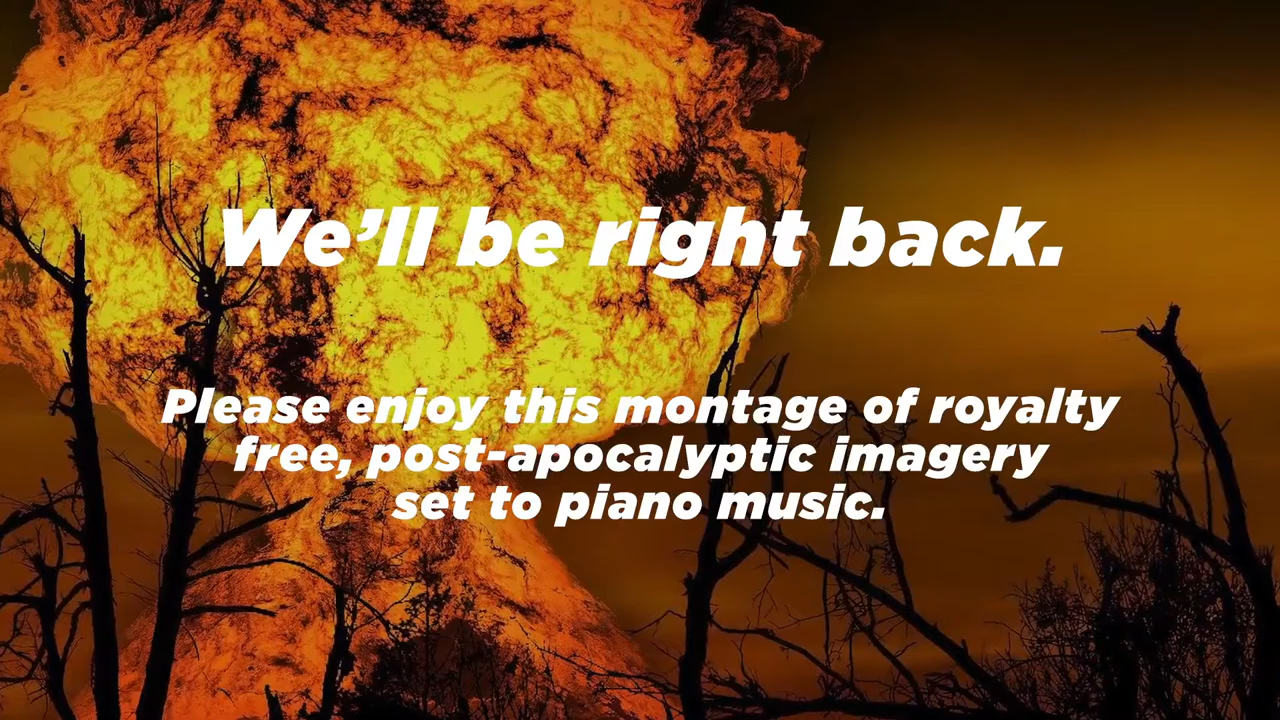 We’ll be right back.
Please enjoy this montage of royalty
free, post-apocalyptic imagery
set to piano music.